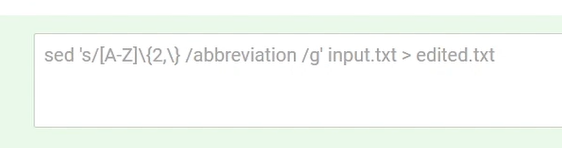 sed 's/[A-Z]\{2,\} /abbreviation /g' input.txt > edited.txt